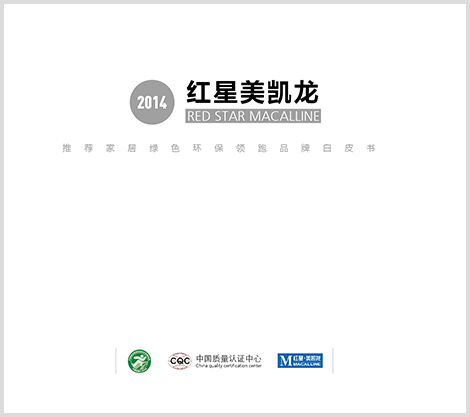 2014
红星美凯龙
RED STAR MACALLINE
推荐家居绿色环保领跑品牌白皮书
CQC
中国质量认证中心
China quality certification center
M
红星·美凯龙
MACALLINE